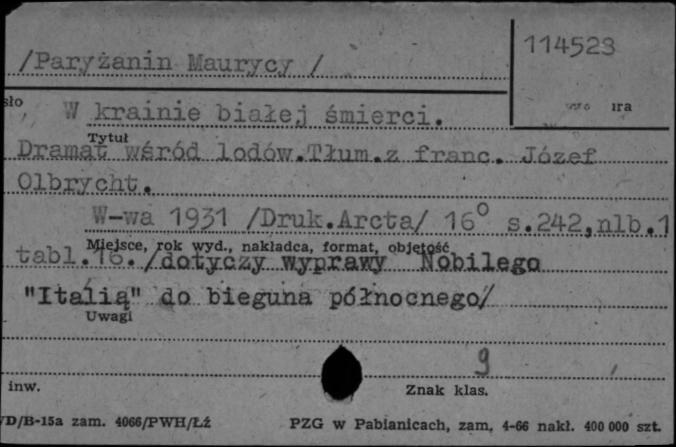 114523
/Paryżanin Maurycy /
sło
W krainie białej śmierci.
Tytuł
Dramat wśród lodów.Tłum.z franc. Józef
Olbrycht.
W-wa 1931 /Druk.Arcta/ 16° s.242,nlb.1
Miejsce, rok wyd., nakładca, format, objętość
tabl.16./dotyczy wyprawy Nobilego
"Italią" do bieguna północnego/
Uwagi
9
inw.
Znak klas.
/D/B-15a zam. 4066/PWH/Łź
PZG w Pabianicach, zam. 4-66 nakł. 400 000 szt.